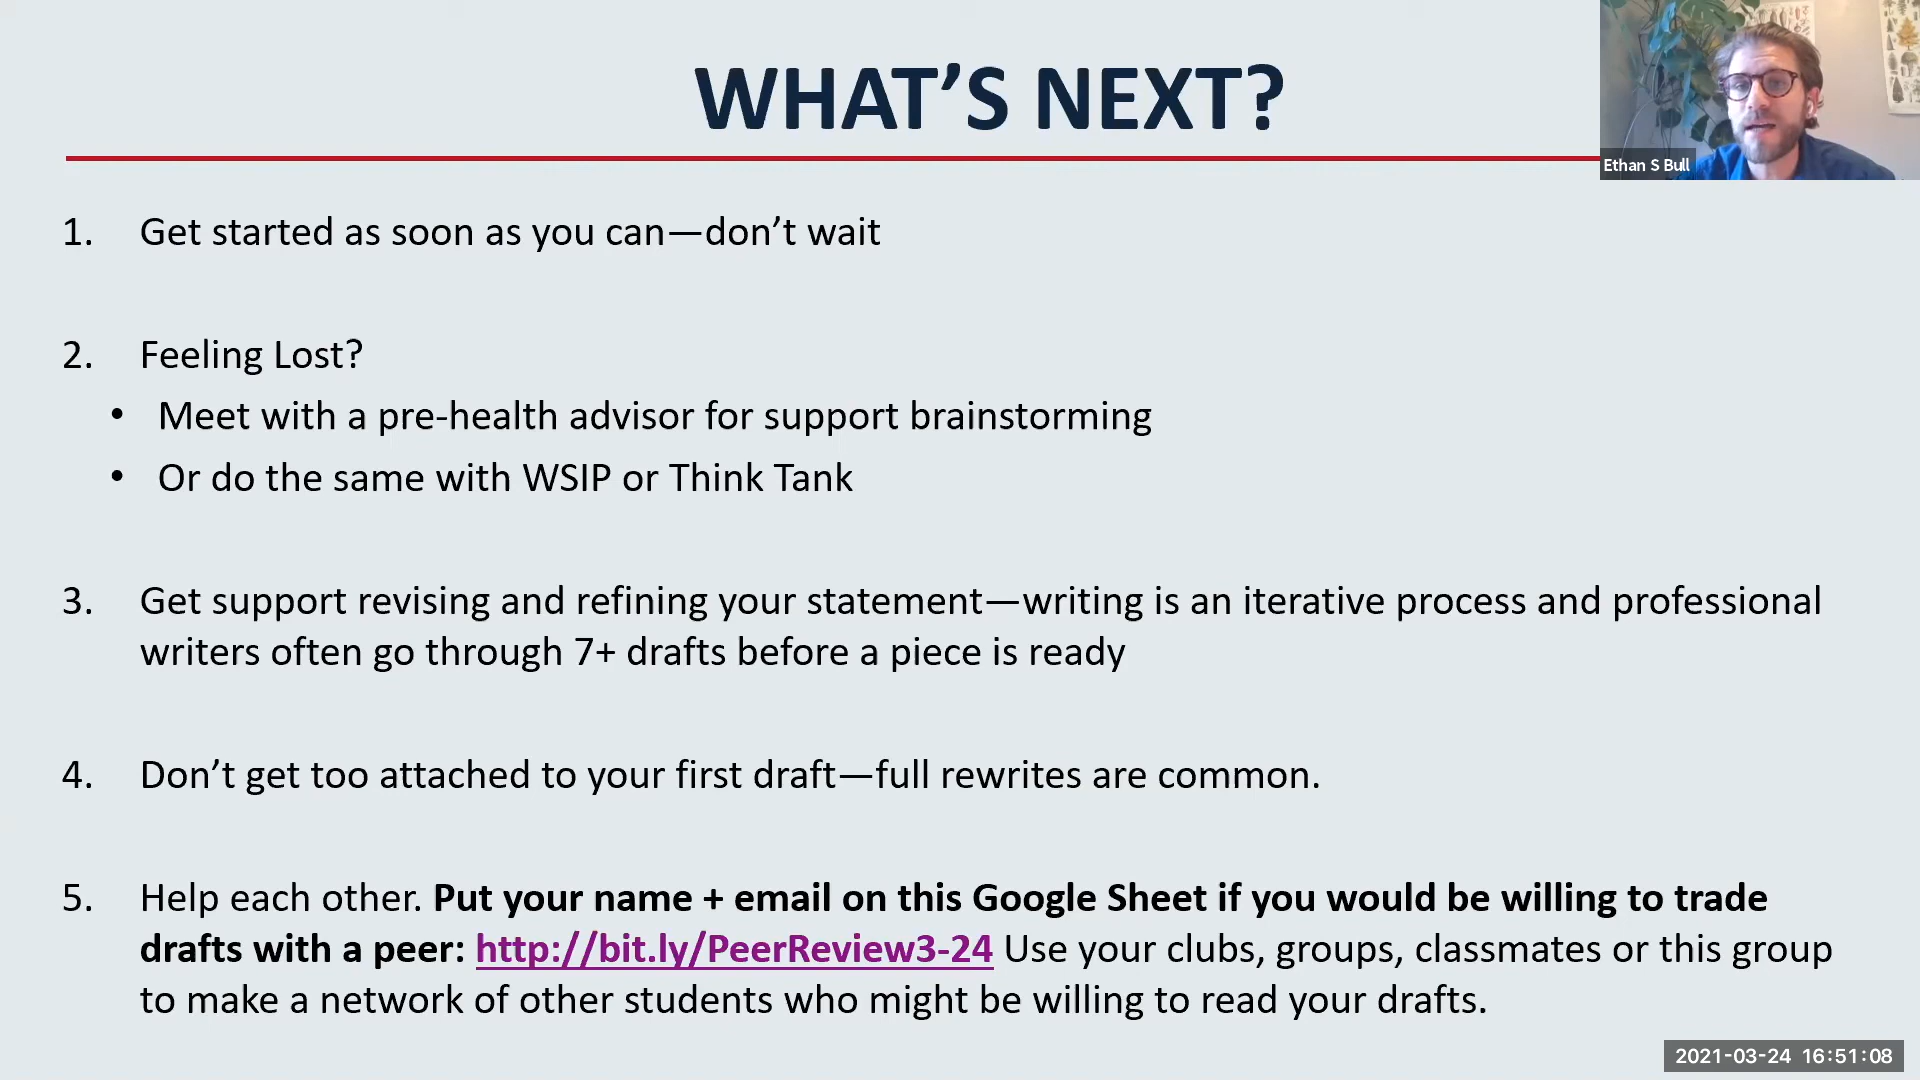 WHAT’S NEXT?
Ethan S Bull
1. Get started as soon as you can—don’t wait
2. Feeling Lost?
• Meet with a pre-health advisor for support brainstorming
• Or do the same with WSIP or Think Tank
3. Get support revising and refining your statement—writing is an iterative process and professional
writers often go through 7+ drafts before a piece is ready
4. Don’t get too attached to your first draft—full rewrites are common.
5. Help each other. Put your name + email on this Google Sheet if you would be willing to trade
drafts with a peer: http://bit.ly/PeerReview3-24 Use your clubs, groups, classmates or this group
to make a network of other students who might be willing to read your drafts.
2021-03-24 16:51:08